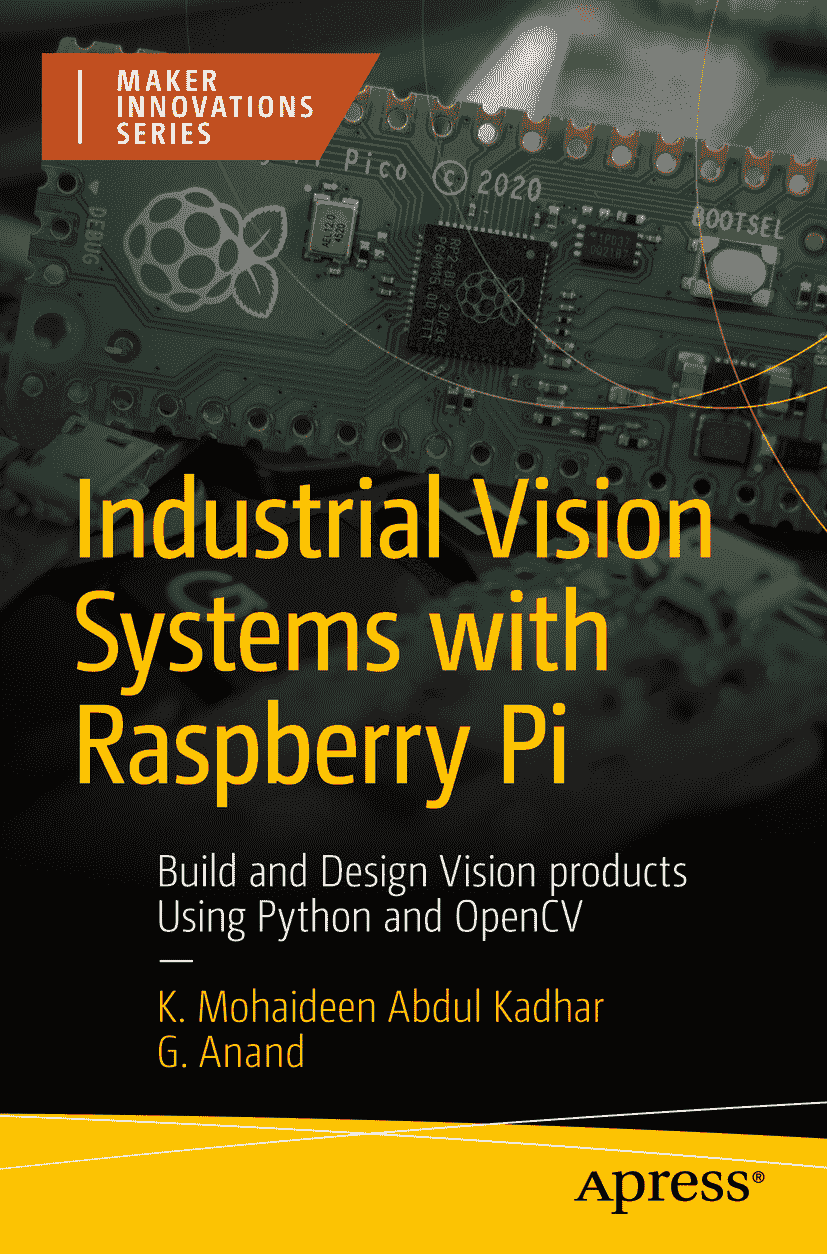 MAKER
INNOVATIONS
SERIES
Pico © 2020
BOOTSEL
DEBUG
Industrial Vision
Systems with
Raspberry Pi
Build and Design Vision products
Using Python and OpenCV
K. Mohaideen Abdul Kadhar
G. Anand
Apress®